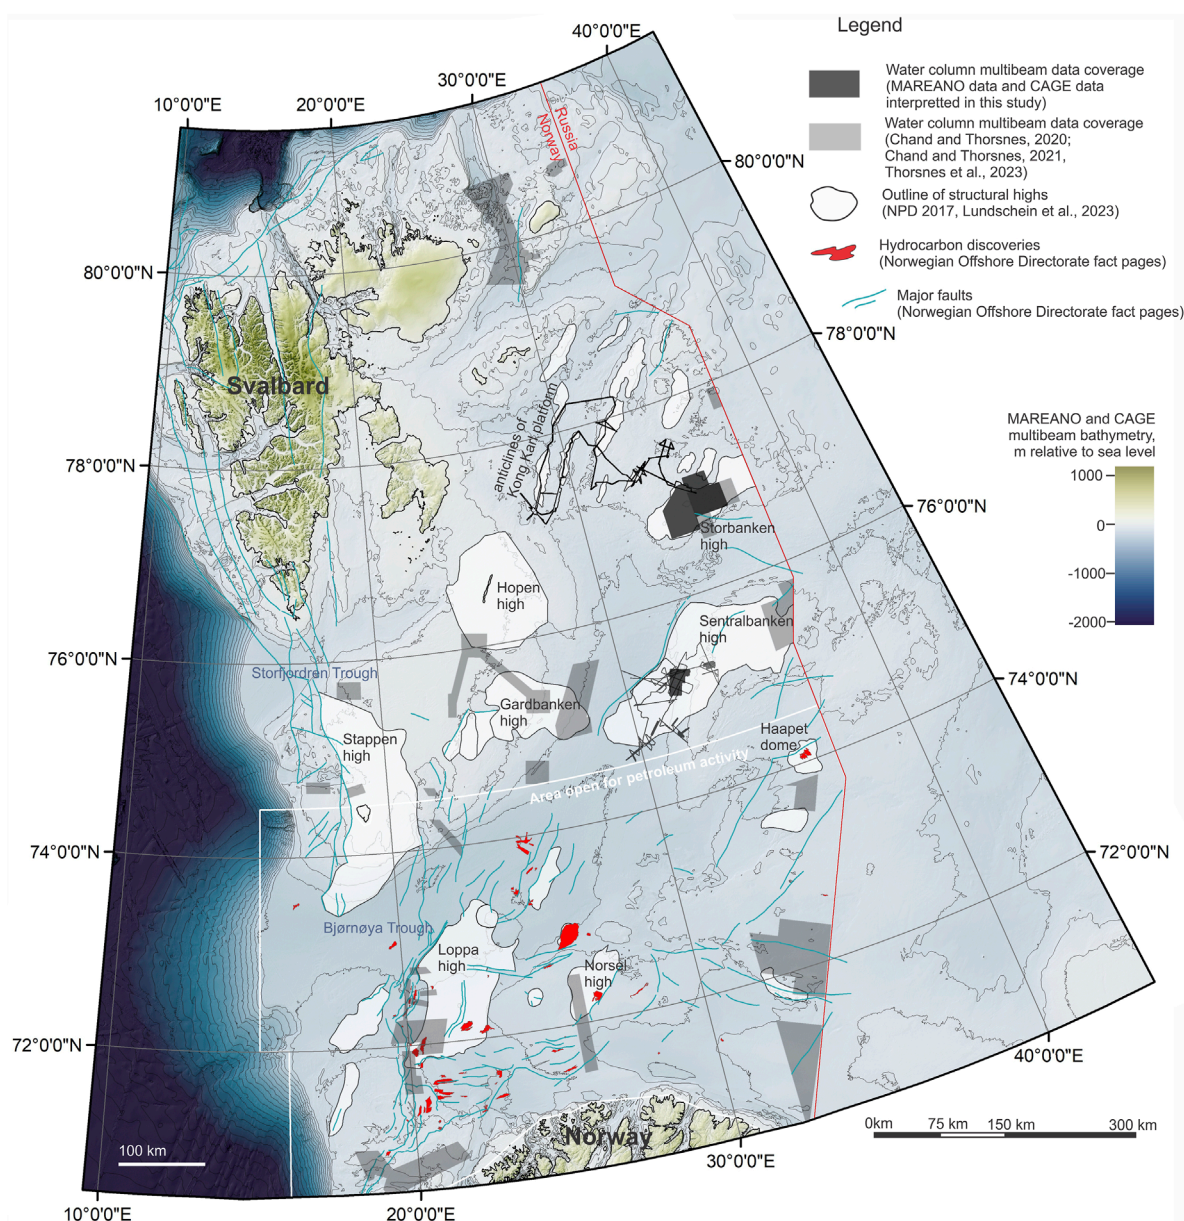 Legend
Water column multibeam data coverage
(MAREANO data and CAGE data
interpretted in this study)
Water column multibeam data coverage
(Chand and Thorsnes, 2020;
Chand and Thorsnes, 2021,
Thorsnes et al., 2023)
Outline of structural highs
(NPD 2017, Lundschein et al., 2023)
Hydrocarbon discoveries
(Norwegian Offshore Directorate fact pages)
Major faults
(Norwegian Offshore Directorate fact pages)
MAREANO and CAGE
multibeam bathymetry,
m relative to sea level
1000
0
-1000
-2000
10°0'0"E
20°0'0"E
30°0'0"E
40°0'0"E
80°0'0"N
78°0'0"N
76°0'0"N
74°0'0"N
72°0'0"N
80°0'0"N
78°0'0"N
76°0'0"N
74°0'0"N
72°0'0"N
Russia
Norway
Svalbard
anticlines of
Kong Karl platform
Storbanken
high
Hopen
high
Sentralbanken
high
Storfjordren Trough
Gardbanken
high
Stappen
high
Haapet
dome
Area open for petroleum activity
Bjørnøya Trough
Loppa
high
Norsel
high
Norway
100 km
0km
75 km
150 km
300 km
10°0'0"E
20°0'0"E
30°0'0"E
40°0'0"E